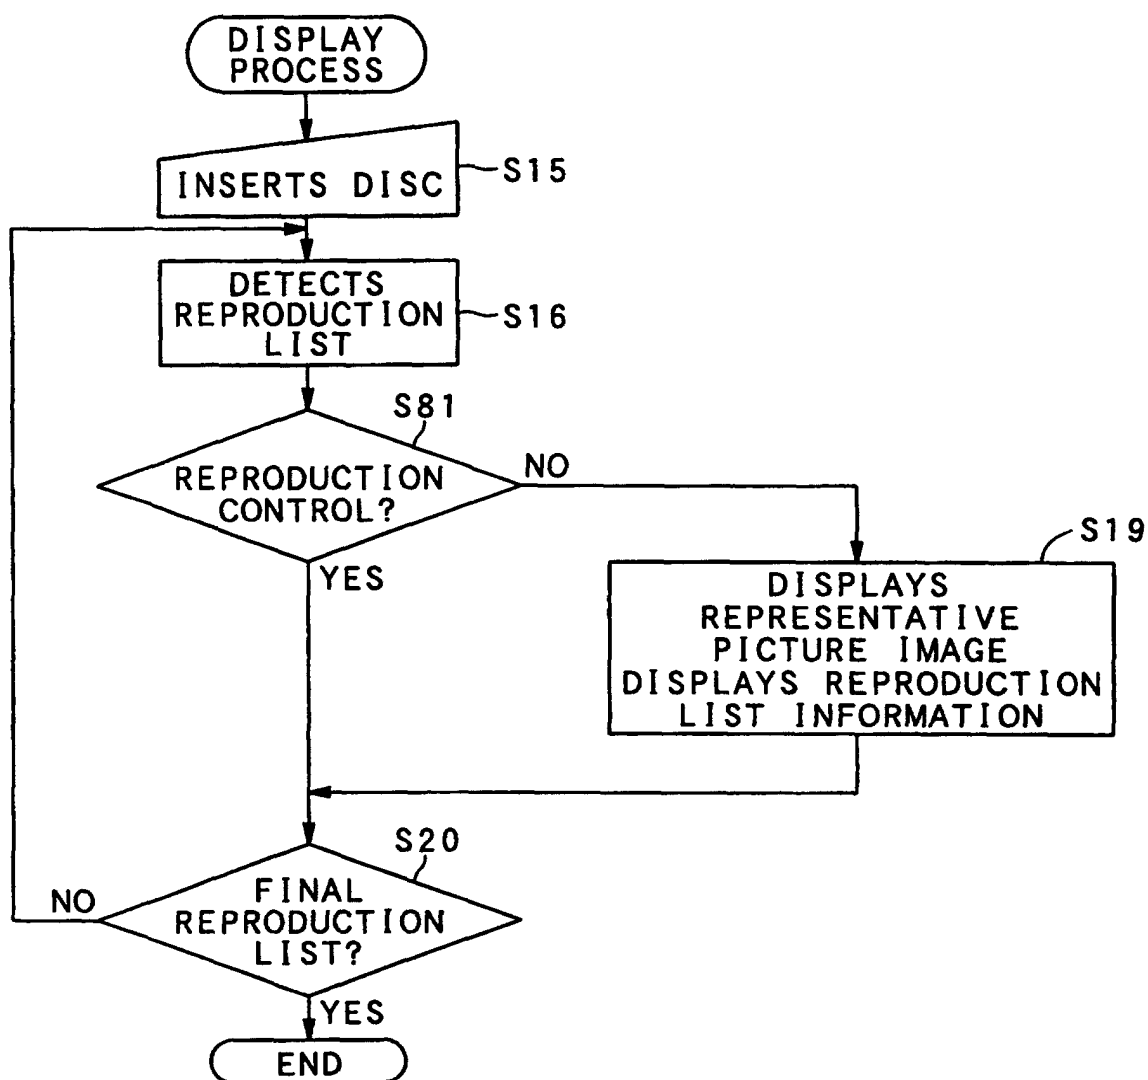 DISPLAY
PROCESS
INSERTS DISC
S15
DETECTS
REPRODUCTION
LIST
S16
S81
REPRODUCTION
CONTROL?
NO
YES
S19
DISPLAYS
REPRESENTATIVE
PICTURE IMAGE
DISPLAYS REPRODUCTION
LIST INFORMATION
S20
FINAL
REPRODUCTION
LIST?
NO
YES
END